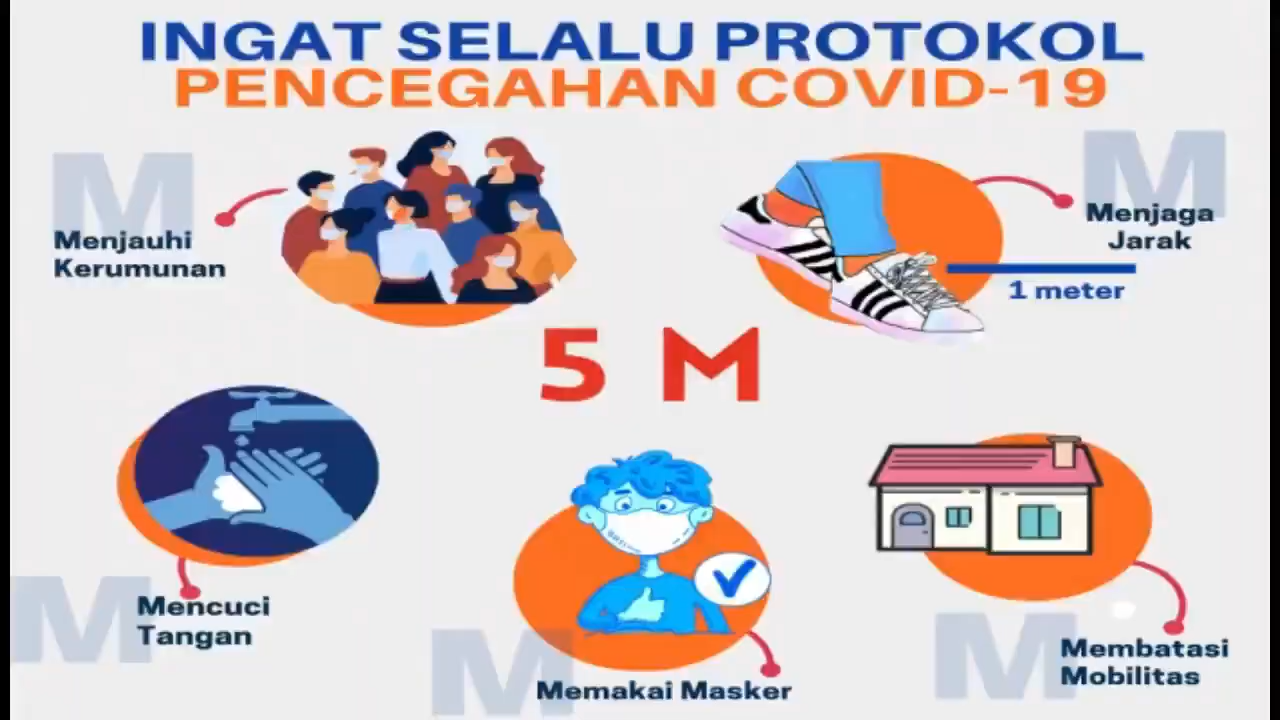 INGAT SELALU PROTOKOL
PENCEGAHAN COVID-19
M
Menjauhi
Kerumunan
M
Menjaga
Jarak
1 meter
5 M
M
Mencuci
Tangan
M
Memakai Masker
M
Membatasi
Mobilitas